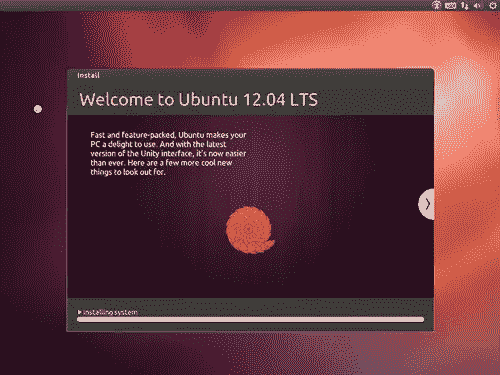 Install
Welcome to Ubuntu 12.04 LTS
Fast and feature-packed, Ubuntu makes your
PC a delight to use. And with the latest
version of the Unity interface, it's now easier
than ever. Here are a few more cool new
things to look out for.
Installing system